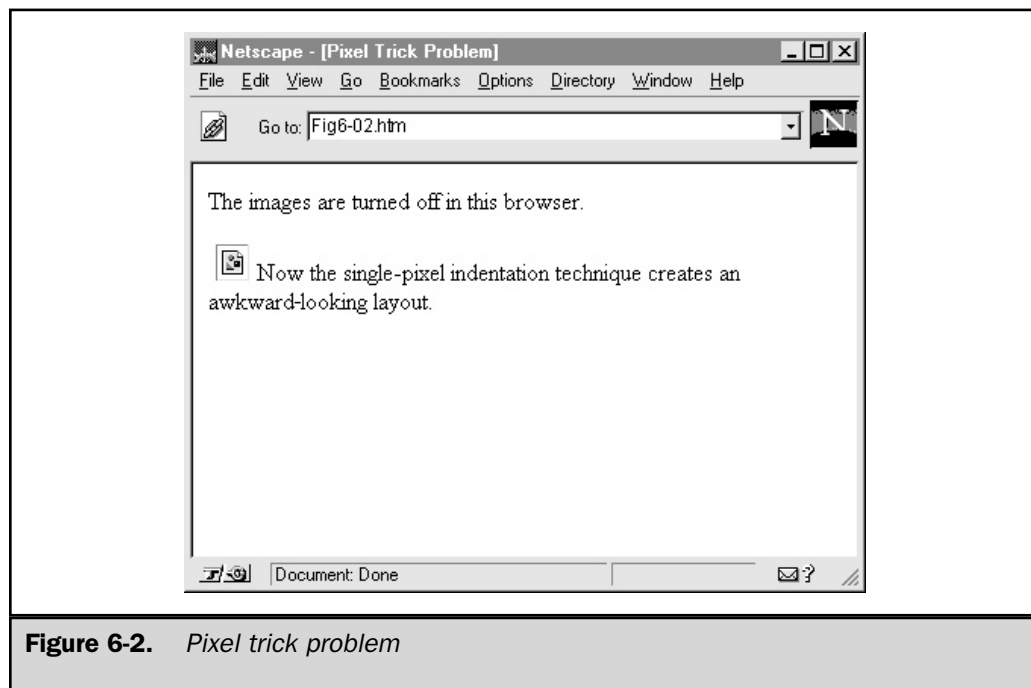 Netscape - [Pixel Trick Problem]
File Edit View Go Bookmarks Options Directory Window Help
Go to: Fig6-02.htm
N
The images are turned off in this browser.
Now the single-pixel indentation technique creates an
awkward-looking layout.
Document: Done
?
Figure 6-2. Pixel trick problem